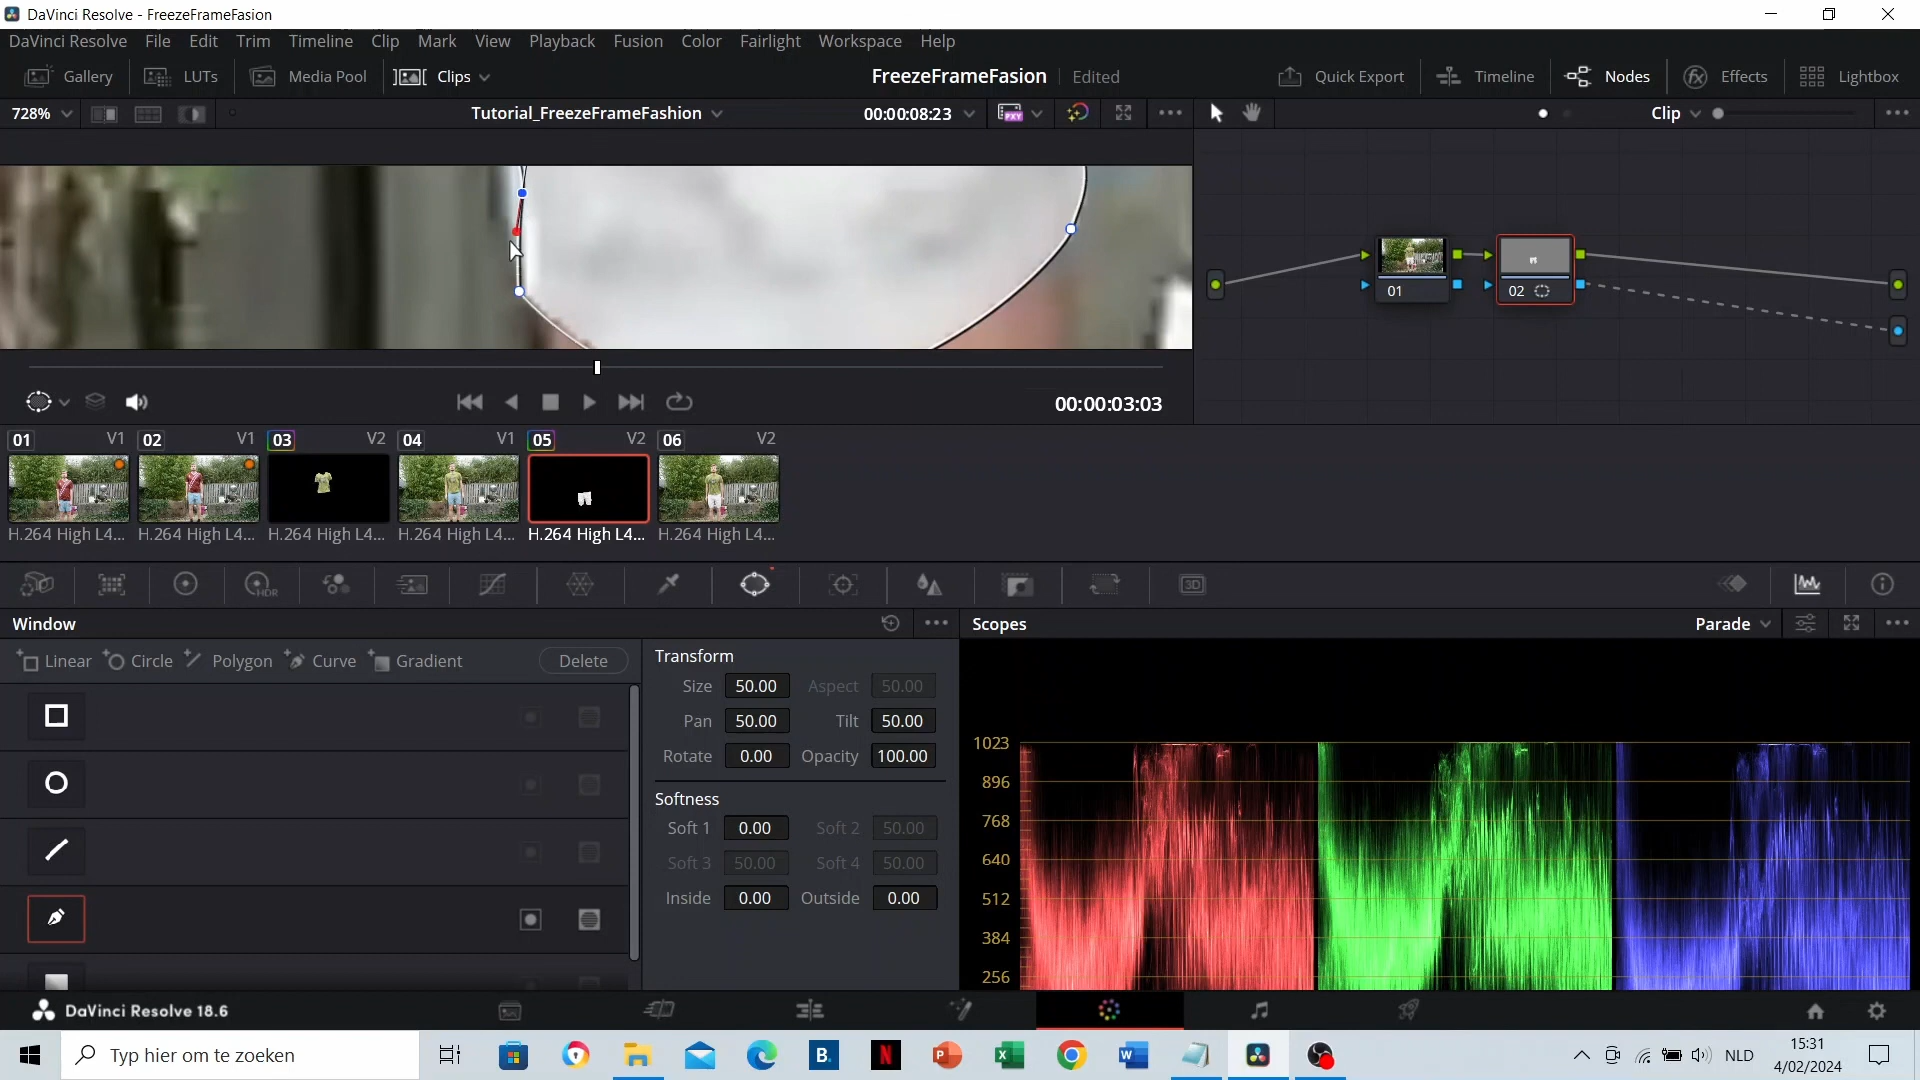 DaVinci Resolve - FreezeFrameFasion
DaVinci Resolve File Edit Trim Timeline Clip Mark View Playback Fusion Color Fairlight Workspace Help
Gallery LUTs Media Pool Clips FreezeFrameFasion Edited Quick Export Timeline Nodes Effects Lightbox
728% Tutorial_FreezeFrameFashion 00:00:08:23 PXY Clip
01 02
00:00:03:03
01 V1 02 V1 03 V2 04 V1 05 V2 06 V2
H.264 High L4... H.264 High L4... H.264 High L4... H.264 High L4... H.264 High L4... H.264 High L4...
HDR 3D
Window Scopes Parade
Linear Circle Polygon Curve Gradient Delete
Transform
Size 50.00 Aspect 50.00
Pan 50.00 Tilt 50.00
Rotate 0.00 Opacity 100.00
Softness
Soft 1 0.00 Soft 2 50.00
Soft 3 50.00 Soft 4 50.00
Inside 0.00 Outside 0.00
1023
896
768
640
512
384
256
DaVinci Resolve 18.6
Typ hier om te zoeken
B.
N
NLD
15:31
4/02/2024